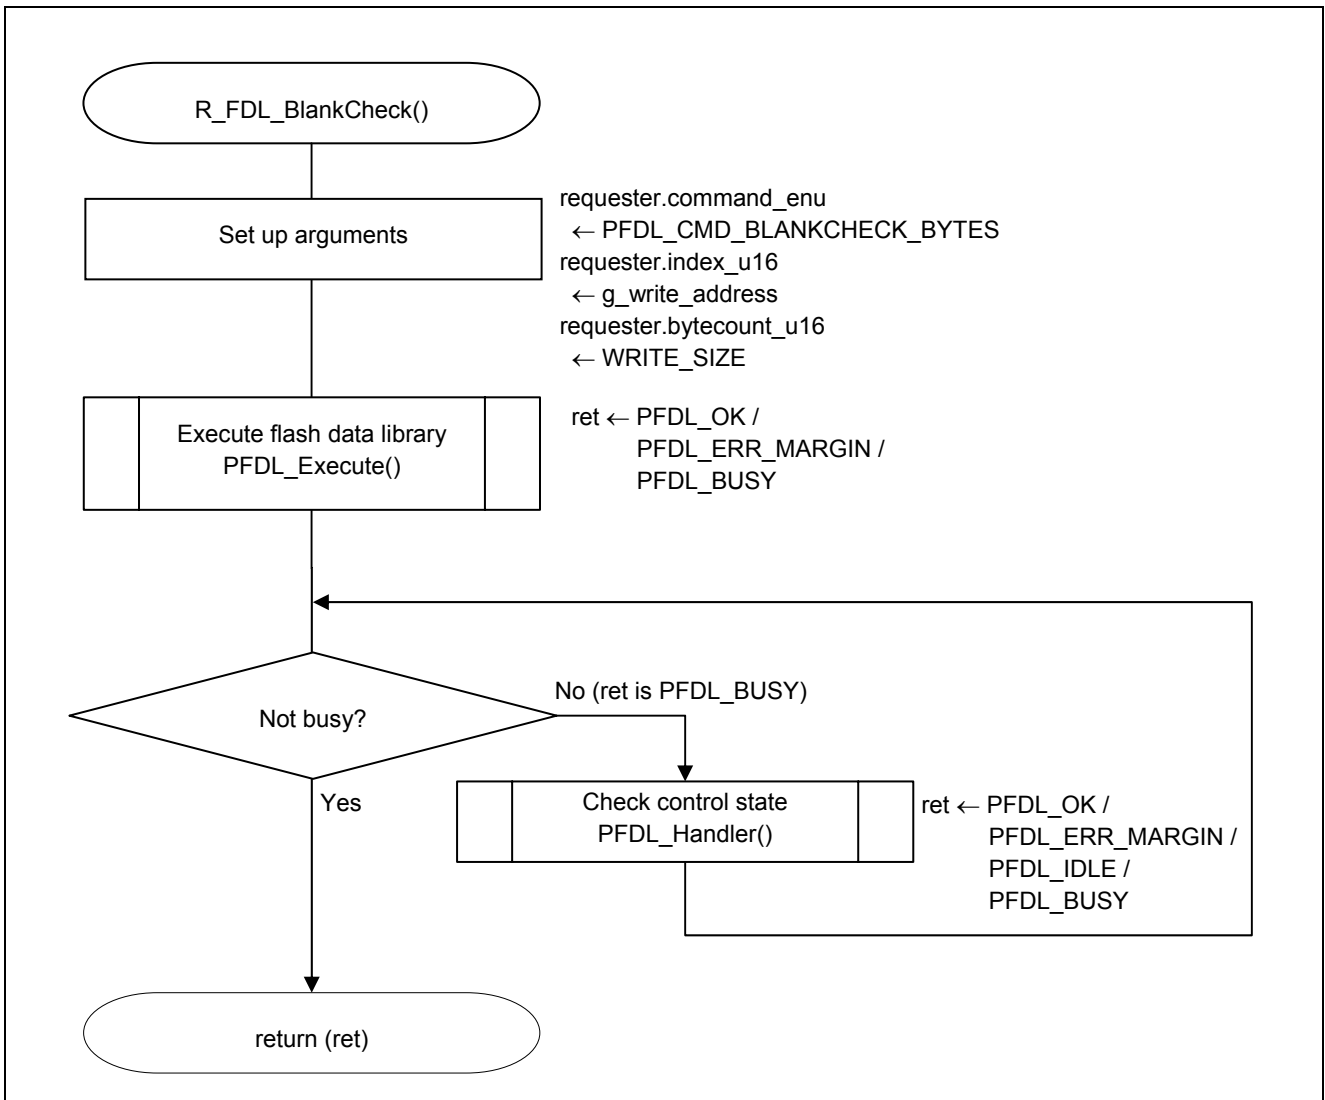 R_FDL_BlankCheck()
Set up arguments
requester.command_enu
← PFDL_CMD_BLANKCHECK_BYTES
requester.index_u16
← g_write_address
requester.bytecount_u16
← WRITE_SIZE
Execute flash data library
PFDL_Execute()
ret ← PFDL_OK /
PFDL_ERR_MARGIN /
PFDL_BUSY
Not busy?
No (ret is PFDL_BUSY)
Yes
Check control state
PFDL_Handler()
ret ← PFDL_OK /
PFDL_ERR_MARGIN /
PFDL_IDLE /
PFDL_BUSY
return (ret)